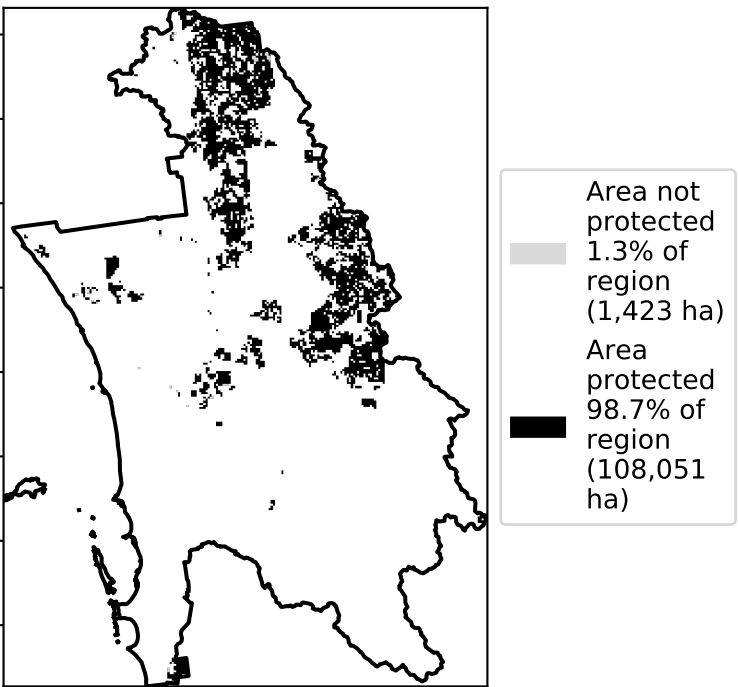 Area not
protected
1.3% of
region
(1,423 ha)
Area
protected
98.7% of
region
(108,051
ha)